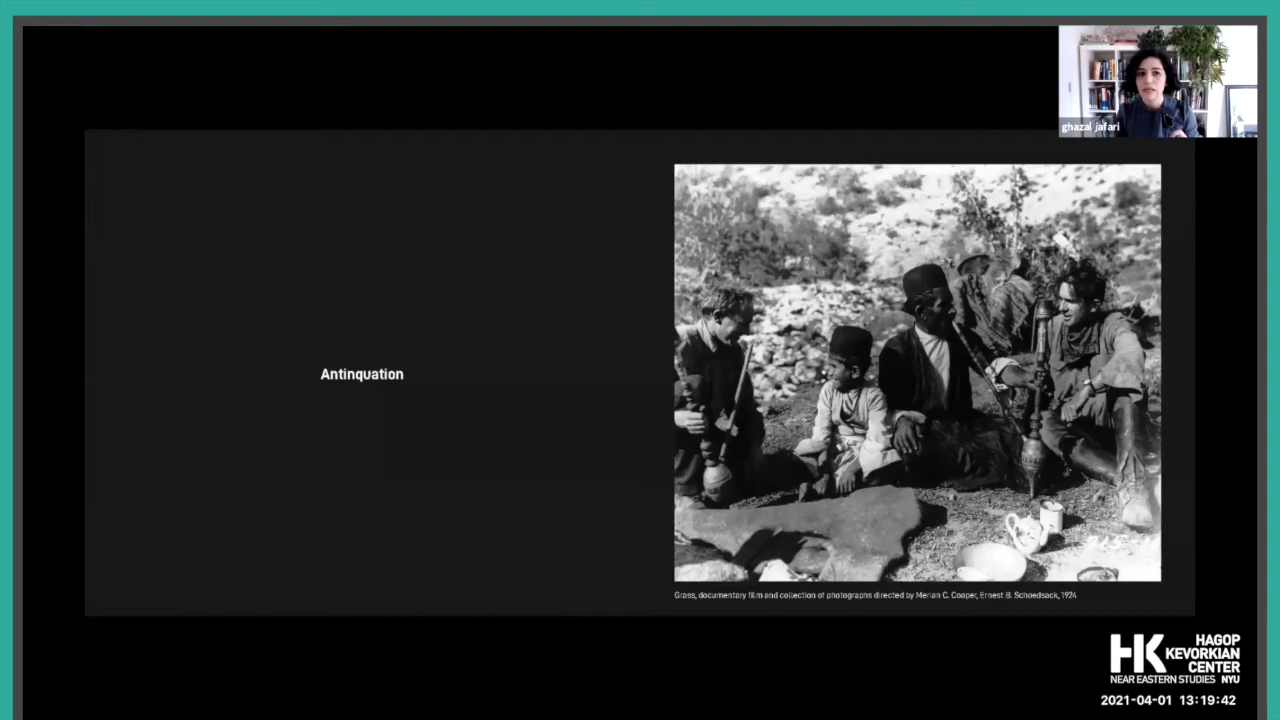 ghazal jafari
Antinquation
Grass, documentary film and collection of photographs directed by Merian C. Cooper, Ernest B. Schoedsack, 1924
HK
HAGOP
KEVORKIAN
CENTER
NEAR EASTERN STUDIES NYU
2021-04-01 13:19:42